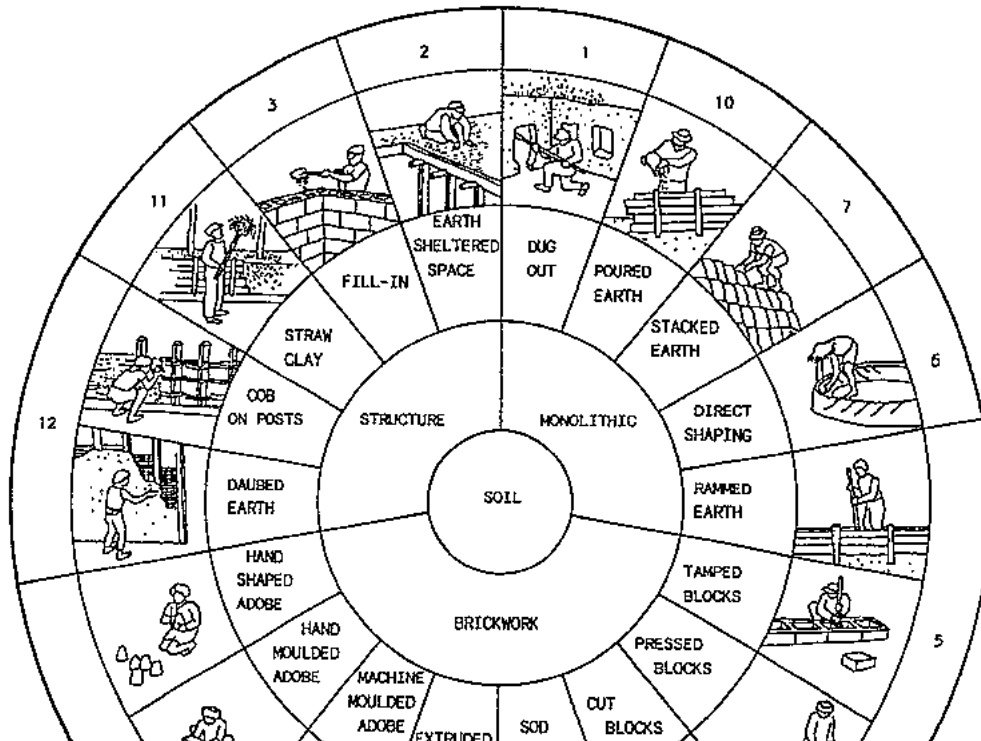 2
1
3
10
11
7
6
12
5
EARTH
SHELTERED
SPACE
DUG
OUT
POURED
EARTH
STACKED
EARTH
DIRECT
SHAPING
RAMMED
EARTH
TAMPED
BLOCKS
PRESSED
BLOCKS
CUT
BLOCKS
SOD
EXTRUDED
MACHINE
MOULDED
ADOBE
HAND
MOULDED
ADOBE
HAND
SHAPED
ADOBE
DAUBED
EARTH
COB
ON POSTS
STRAW
CLAY
FILL-IN
STRUCTURE
MONOLITHIC
SOIL
BRICKWORK